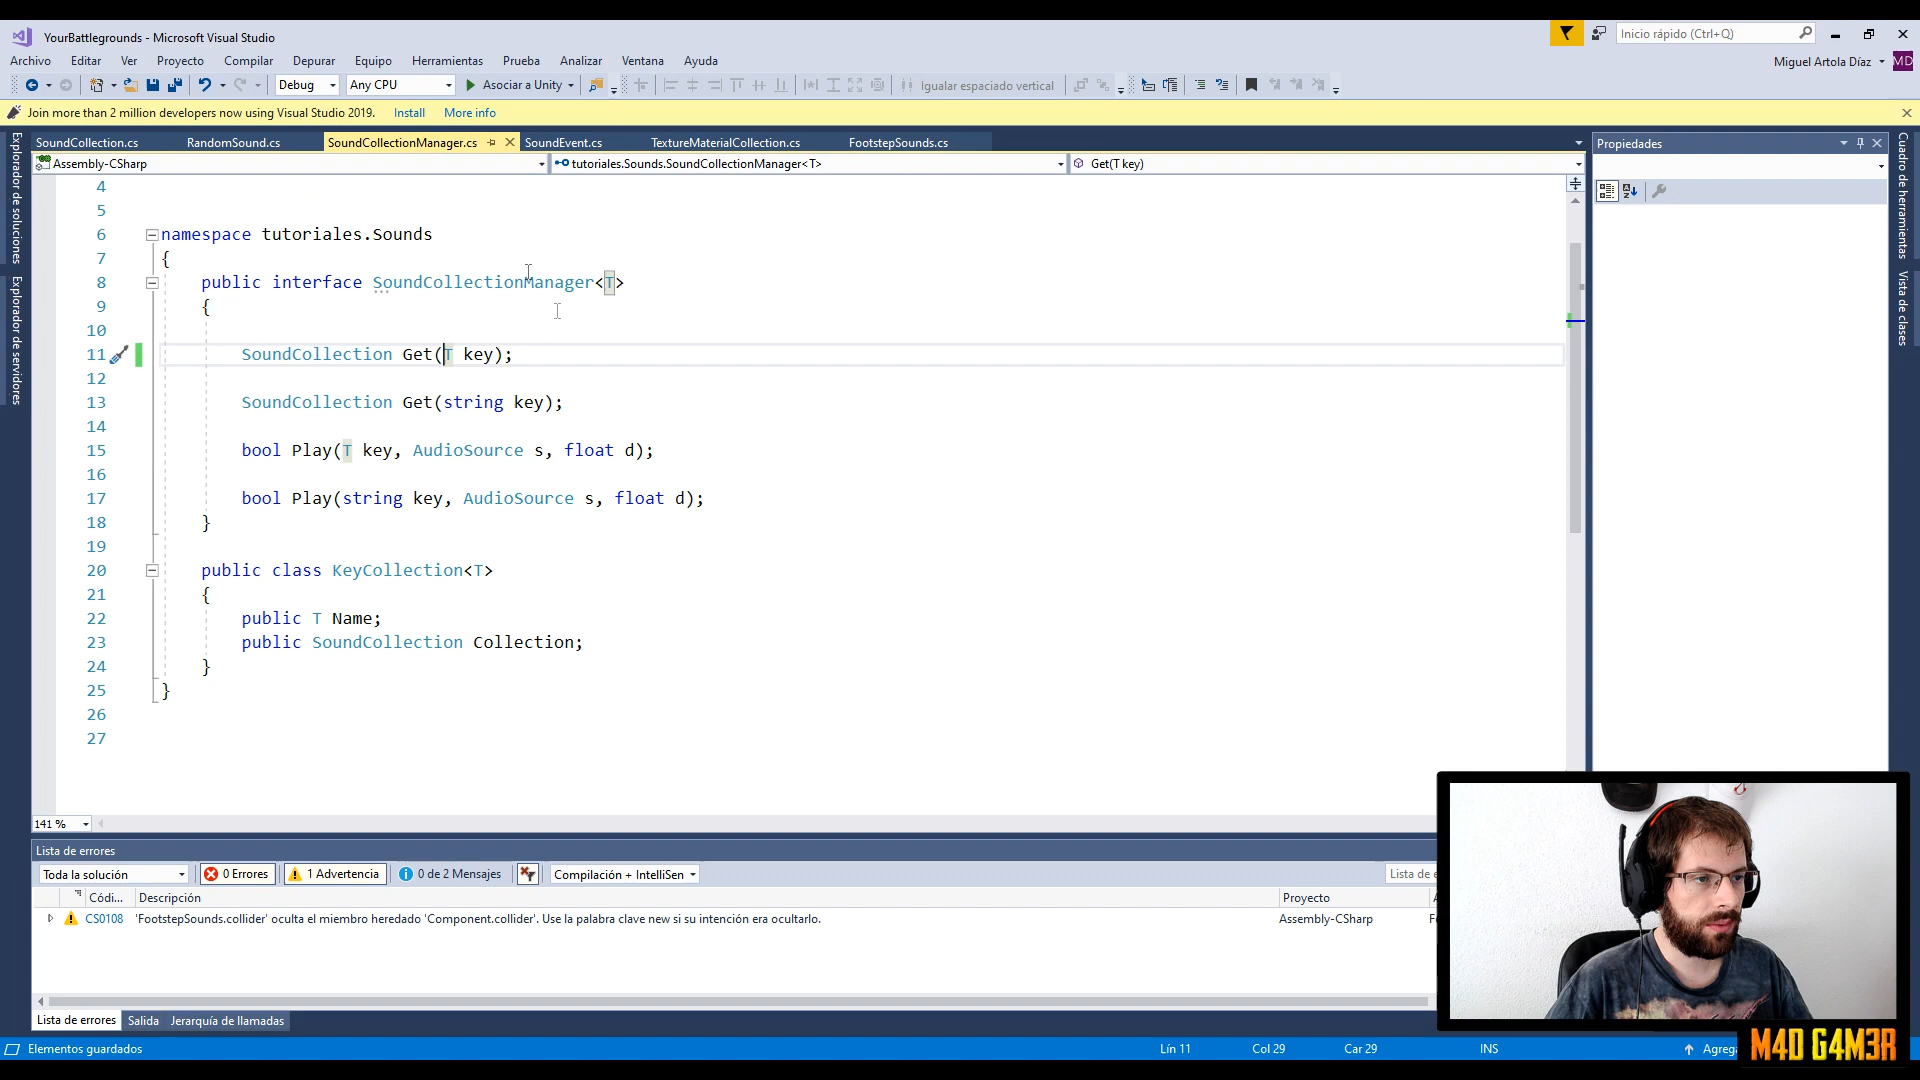 YourBattlegrounds - Microsoft Visual Studio
Inicio rápido (Ctrl+Q)
Archivo Editar Ver Proyecto Compilar Depurar Equipo Herramientas Prueba Analizar Ventana Ayuda
Miguel Artola Díaz MD
Debug Any CPU Asociar a Unity Igualar espaciado vertical
Join more than 2 million developers now using Visual Studio 2019. Install More info
SoundCollection.cs RandomSound.cs SoundCollectionManager.cs SoundEvent.cs TextureMaterialCollection.cs FootstepSounds.cs
Propiedades
Assembly-CSharp tutoriales.Sounds.SoundCollectionManager<T> Get(T key)
Explorador de soluciones
Explorador de servidores
Cuadro de herramientas
Vista de clases
4
5
6 namespace tutoriales.Sounds
7 {
8 public interface SoundCollectionManager<T>
9 {
10
11 SoundCollection Get(T key);
12
13 SoundCollection Get(string key);
14
15 bool Play(T key, AudioSource s, float d);
16
17 bool Play(string key, AudioSource s, float d);
18 }
19
20 public class KeyCollection<T>
21 {
22 public T Name;
23 public SoundCollection Collection;
24 }
25 }
26
27
141 %
Lista de errores
Toda la solución 0 Errores 1 Advertencia 0 de 2 Mensajes Compilación + IntelliSen Lista de e
Códi... Descripción Proyecto A
CS0108 'FootstepSounds.collider' oculta el miembro heredado 'Component.collider'. Use la palabra clave new si su intención era ocultarlo. Assembly-CSharp F
Lista de errores Salida Jerarquía de llamadas
Elementos guardados Lín 11 Col 29 Car 29 INS Agrega
M4D G4M3R